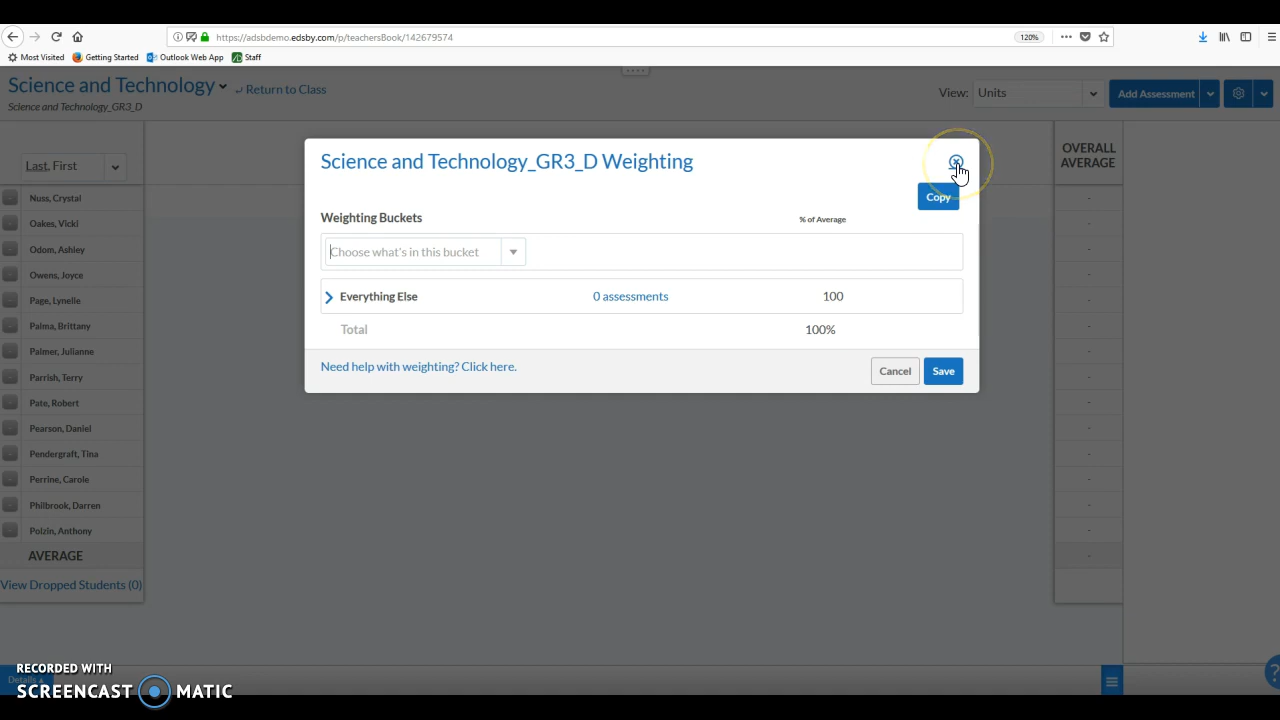 https://adsbdemo.edsby.com/p/teachersBook/142679574
120%
Most Visited Getting Started Outlook Web App Staff
Science and Technology Return to Class
Science and Technology_GR3_D
View: Units Add Assessment
Last, First
OVERALL AVERAGE
Nuss, Crystal
Oakes, Vicki
Odom, Ashley
Owens, Joyce
Page, Lynelle
Palma, Brittany
Palmer, Julianne
Parrish, Terry
Pate, Robert
Pearson, Daniel
Pendergraft, Tina
Perrine, Carole
Philbrook, Darren
Polzin, Anthony
AVERAGE
View Dropped Students (0)
Science and Technology_GR3_D Weighting
Copy
Weighting Buckets % of Average
Choose what's in this bucket
Everything Else 0 assessments 100
Total 100%
Need help with weighting? Click here.
Cancel Save
Details
RECORDED WITH
SCREENCAST MATIC